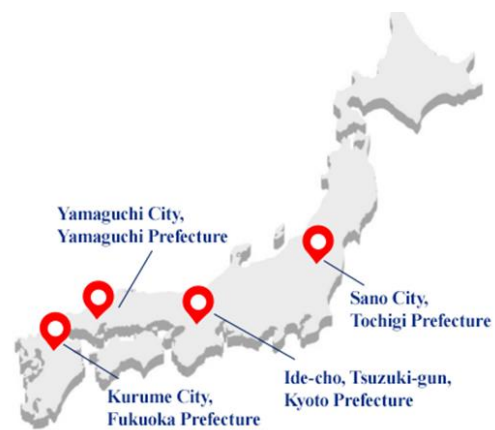 Yamaguchi City,
Yamaguchi Prefecture
Sano City,
Tochigi Prefecture
Ide-cho, Tsuzuki-gun,
Kyoto Prefecture
Kurume City,
Fukuoka Prefecture